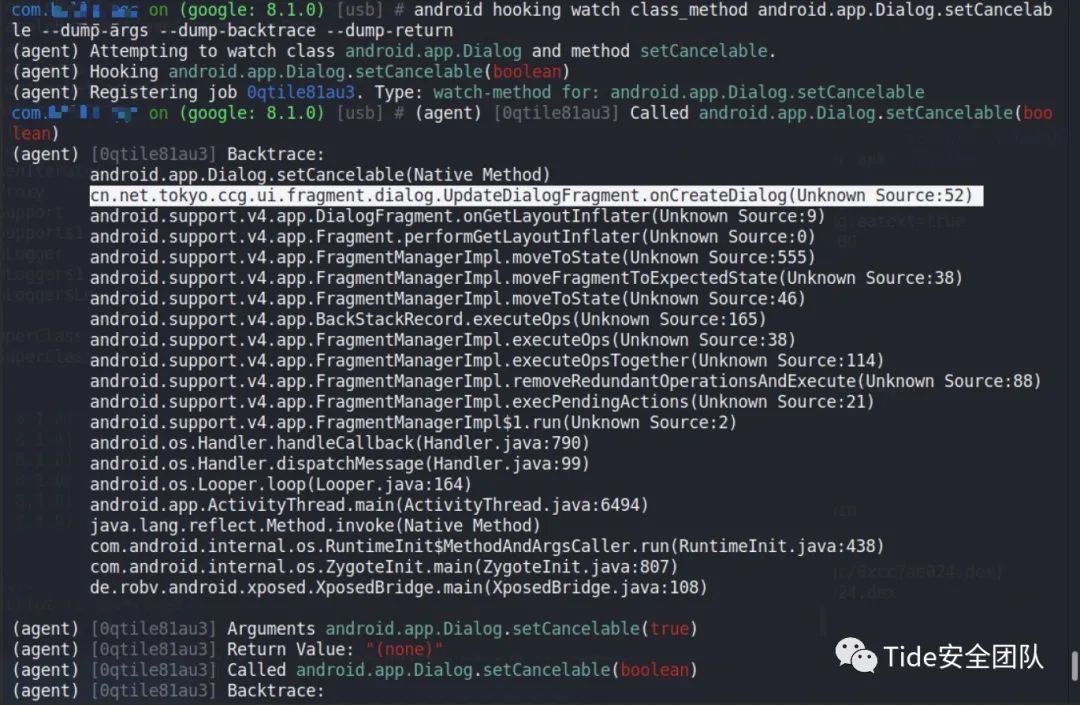 com. on (google: 8.1.0) [usb] # android hooking watch class_method android.app.Dialog.setCancelab
le --dump-args --dump-backtrace --dump-return
(agent) Attempting to watch class android.app.Dialog and method setCancelable.
(agent) Hooking android.app.Dialog.setCancelable(boolean)
(agent) Registering job 0qtile81au3. Type: watch-method for: android.app.Dialog.setCancelable
com. on (google: 8.1.0) [usb] # (agent) [0qtile81au3] Called android.app.Dialog.setCancelable(boo
lean)
(agent) [0qtile81au3] Backtrace:
android.app.Dialog.setCancelable(Native Method)
cn.net.tokyo.ccg.ui.fragment.dialog.UpdateDialogFragment.onCreateDialog(Unknown Source:52)
android.support.v4.app.DialogFragment.onGetLayoutInflater(Unknown Source:9)
android.support.v4.app.Fragment.performGetLayoutInflater(Unknown Source:0)
android.support.v4.app.FragmentManagerImpl.moveToState(Unknown Source:555)
android.support.v4.app.FragmentManagerImpl.moveFragmentToExpectedState(Unknown Source:38)
android.support.v4.app.FragmentManagerImpl.moveToState(Unknown Source:46)
android.support.v4.app.BackStackRecord.executeOps(Unknown Source:165)
android.support.v4.app.FragmentManagerImpl.executeOps(Unknown Source:38)
android.support.v4.app.FragmentManagerImpl.executeOpsTogether(Unknown Source:114)
android.support.v4.app.FragmentManagerImpl.removeRedundantOperationsAndExecute(Unknown Source:88)
android.support.v4.app.FragmentManagerImpl.execPendingActions(Unknown Source:21)
android.support.v4.app.FragmentManagerImpl$1.run(Unknown Source:2)
android.os.Handler.handleCallback(Handler.java:790)
android.os.Handler.dispatchMessage(Handler.java:99)
android.os.Looper.loop(Looper.java:164)
android.app.ActivityThread.main(ActivityThread.java:6494)
java.lang.reflect.Method.invoke(Native Method)
com.android.internal.os.RuntimeInit$MethodAndArgsCaller.run(RuntimeInit.java:438)
com.android.internal.os.ZygoteInit.main(ZygoteInit.java:807)
de.robv.android.xposed.XposedBridge.main(XposedBridge.java:108)
(agent) [0qtile81au3] Arguments android.app.Dialog.setCancelable(true)
(agent) [0qtile81au3] Return Value: "(none)"
(agent) [0qtile81au3] Called android.app.Dialog.setCancelable(boolean)
(agent) [0qtile81au3] Backtrace:
Tide安全团队